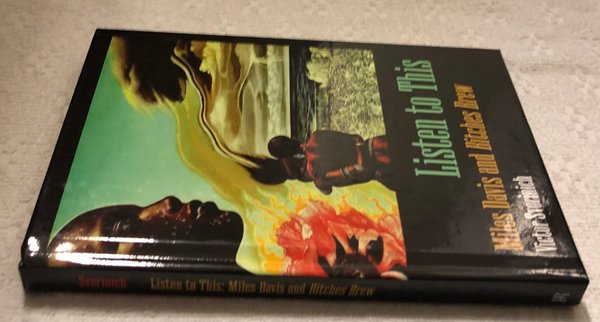 Listen to This
Miles Davis and Bitches Brew
Victor Svorinich
Svorinich Listen to This: Miles Davis and Bitches Brew